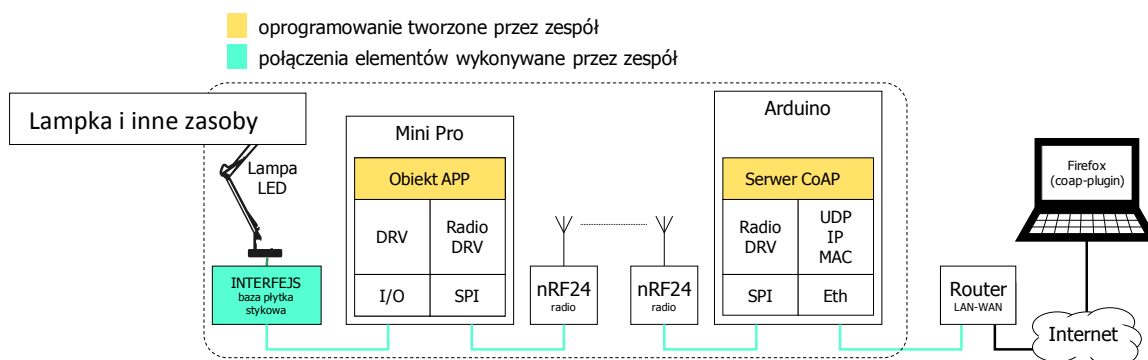 oprogramowanie tworzone przez zespół
połączenia elementów wykonywane przez zespół
Lampka i inne zasoby
Lampa
LED
INTERFEJS
baza płytka
stykowa
Mini Pro
Obiekt APP
DRV
Radio
DRV
I/O
SPI
nRF24
radio
nRF24
radio
Arduino
Serwer CoAP
Radio
DRV
UDP
IP
MAC
SPI
Eth
Router
LAN-WAN
Firefox
(coap-plugin)
Internet